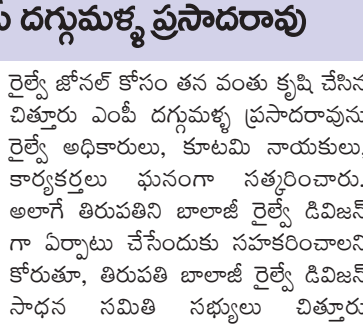 దగ్గుమళ్ళ ప్రసాదరావు
రైల్వే జోనల్ కోసం తన వంతు కృషి చేసిన
చిత్తూరు ఎంపీ దగ్గుమళ్ళ ప్రసాదరావును
రైల్వే అధికారులు, కూటమి నాయకులు,
కార్యకర్తలు ఘనంగా సత్కరించారు.
అలాగే తిరుపతిని బాలాజీ రైల్వే డివిజన్
గా ఏర్పాటు చేసేందుకు సహకరించాలని
కోరుతూ, తిరుపతి బాలాజీ రైల్వే డివిజన్
సాధన సమితి సభ్యులు చిత్తూరు